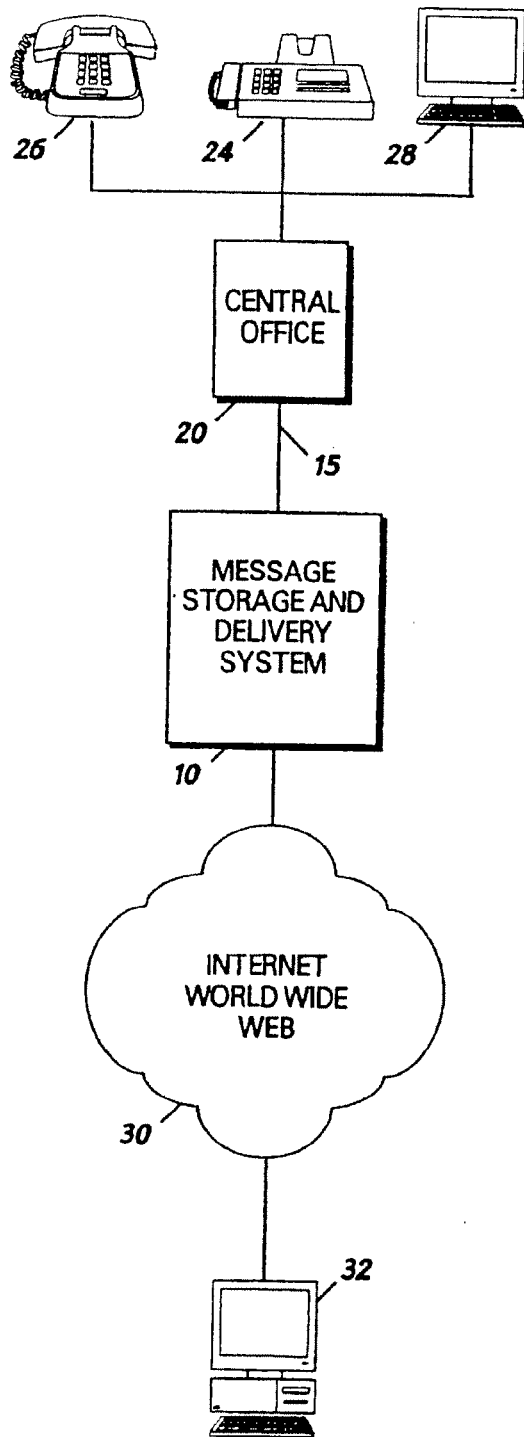 26
24
28
CENTRAL
OFFICE
20
15
MESSAGE
STORAGE AND
DELIVERY
SYSTEM
10
INTERNET
WORLD WIDE
WEB
30
32